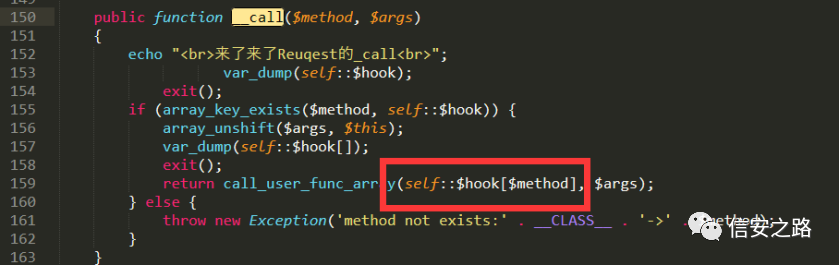 150 public function __call($method, $args)
151 {
152 echo "<br>来了来了Reuqest的_call<br>";
153 var_dump(self::$hook);
154 exit();
155 if (array_key_exists($method, self::$hook)) {
156 array_unshift($args, $this);
157 var_dump(self::$hook[]);
158 exit();
159 return call_user_func_array(self::$hook[$method], $args);
160 } else {
161 throw new Exception('method not exists:' . __CLASS__ . '->' .
162 }
163 }
信安之路